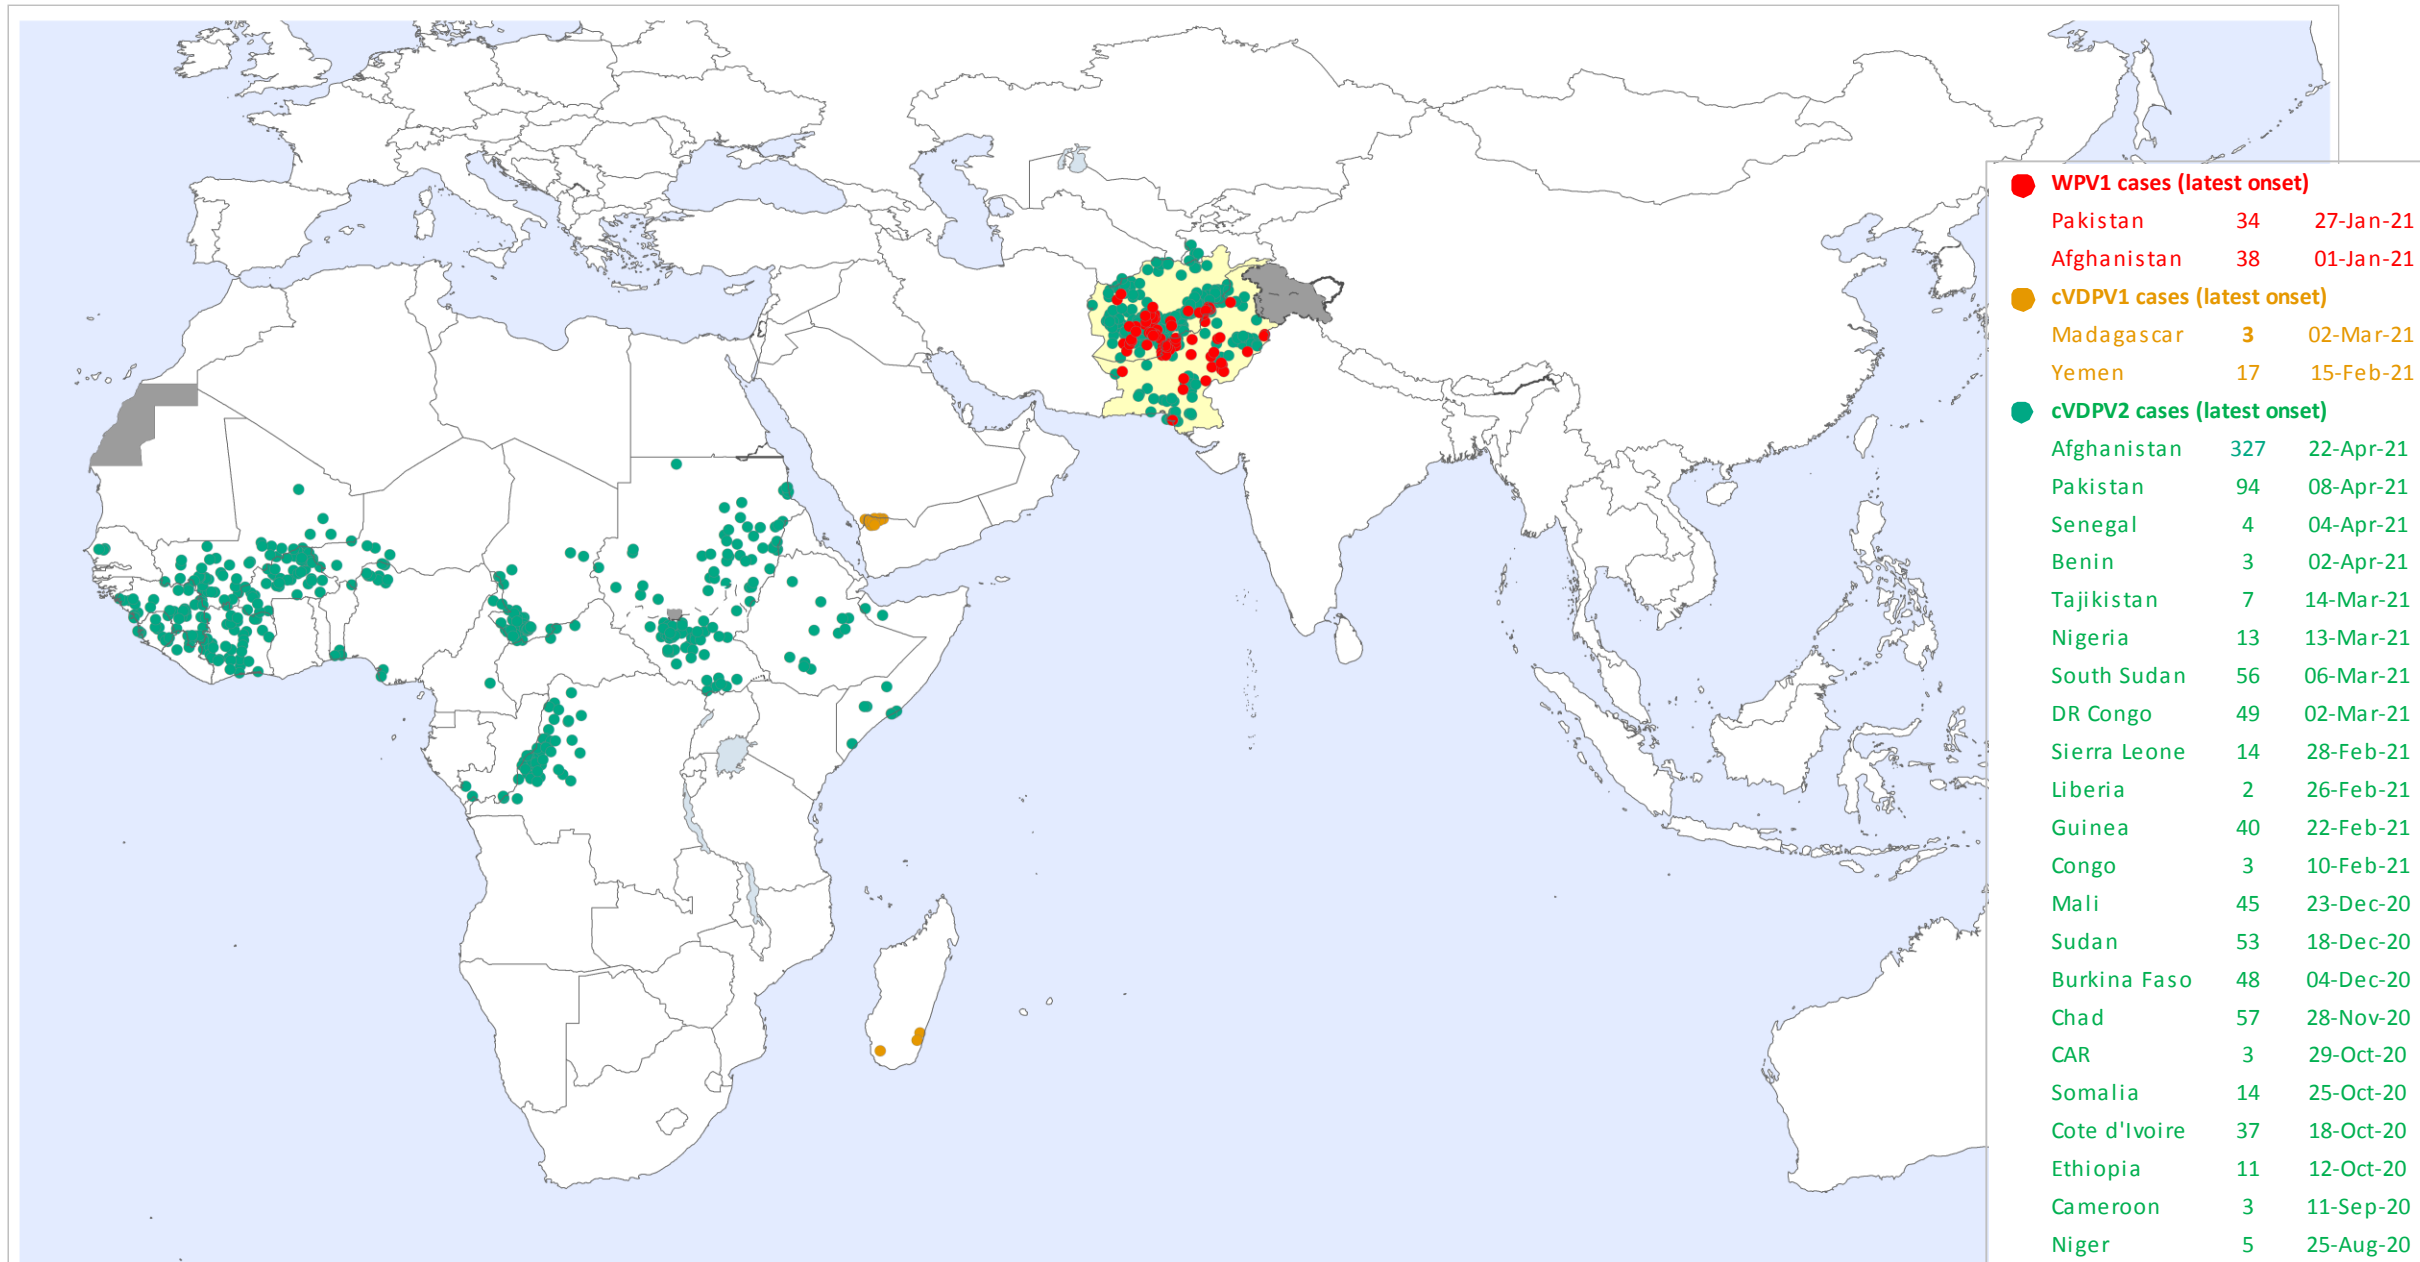 WPV1 cases (latest onset)
Pakistan 34 27-Jan-21
Afghanistan 38 01-Jan-21
cVDPV1 cases (latest onset)
Madagascar 3 02-Mar-21
Yemen 17 15-Feb-21
cVDPV2 cases (latest onset)
Afghanistan 327 22-Apr-21
Pakistan 94 08-Apr-21
Senegal 4 04-Apr-21
Benin 3 02-Apr-21
Tajikistan 7 14-Mar-21
Nigeria 13 13-Mar-21
South Sudan 56 06-Mar-21
DR Congo 49 02-Mar-21
Sierra Leone 14 28-Feb-21
Liberia 2 26-Feb-21
Guinea 40 22-Feb-21
Congo 3 10-Feb-21
Mali 45 23-Dec-20
Sudan 53 18-Dec-20
Burkina Faso 48 04-Dec-20
Chad 57 28-Nov-20
CAR 3 29-Oct-20
Somalia 14 25-Oct-20
Cote d'Ivoire 37 18-Oct-20
Ethiopia 11 12-Oct-20
Cameroon 3 11-Sep-20
Niger 5 25-Aug-20